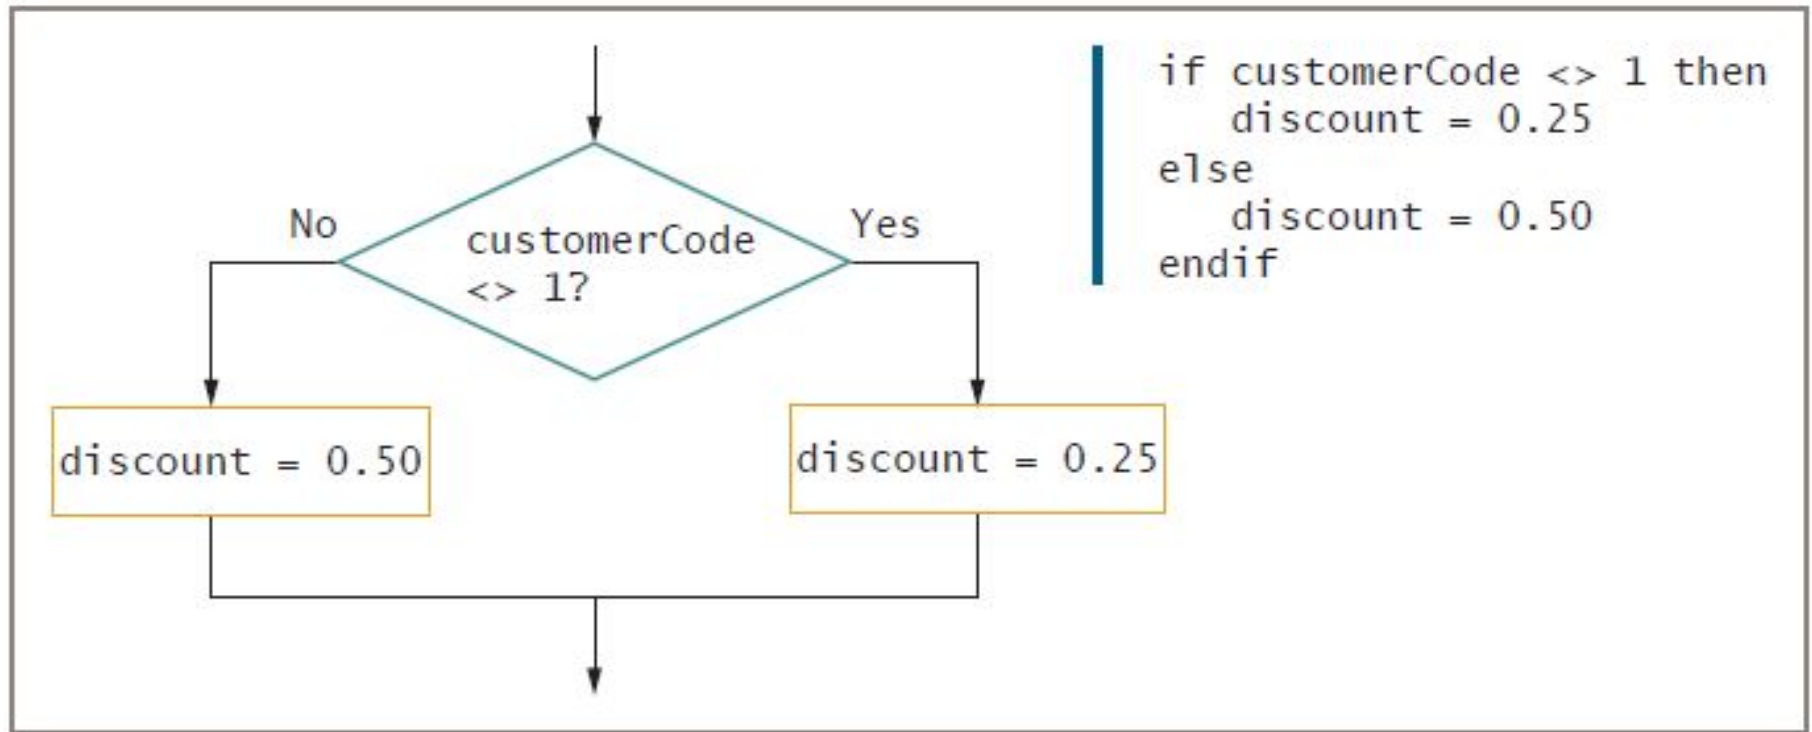 No
customerCode
<> 1?
Yes
discount = 0.50
discount = 0.25
if customerCode <> 1 then
   discount = 0.25
else
   discount = 0.50
endif